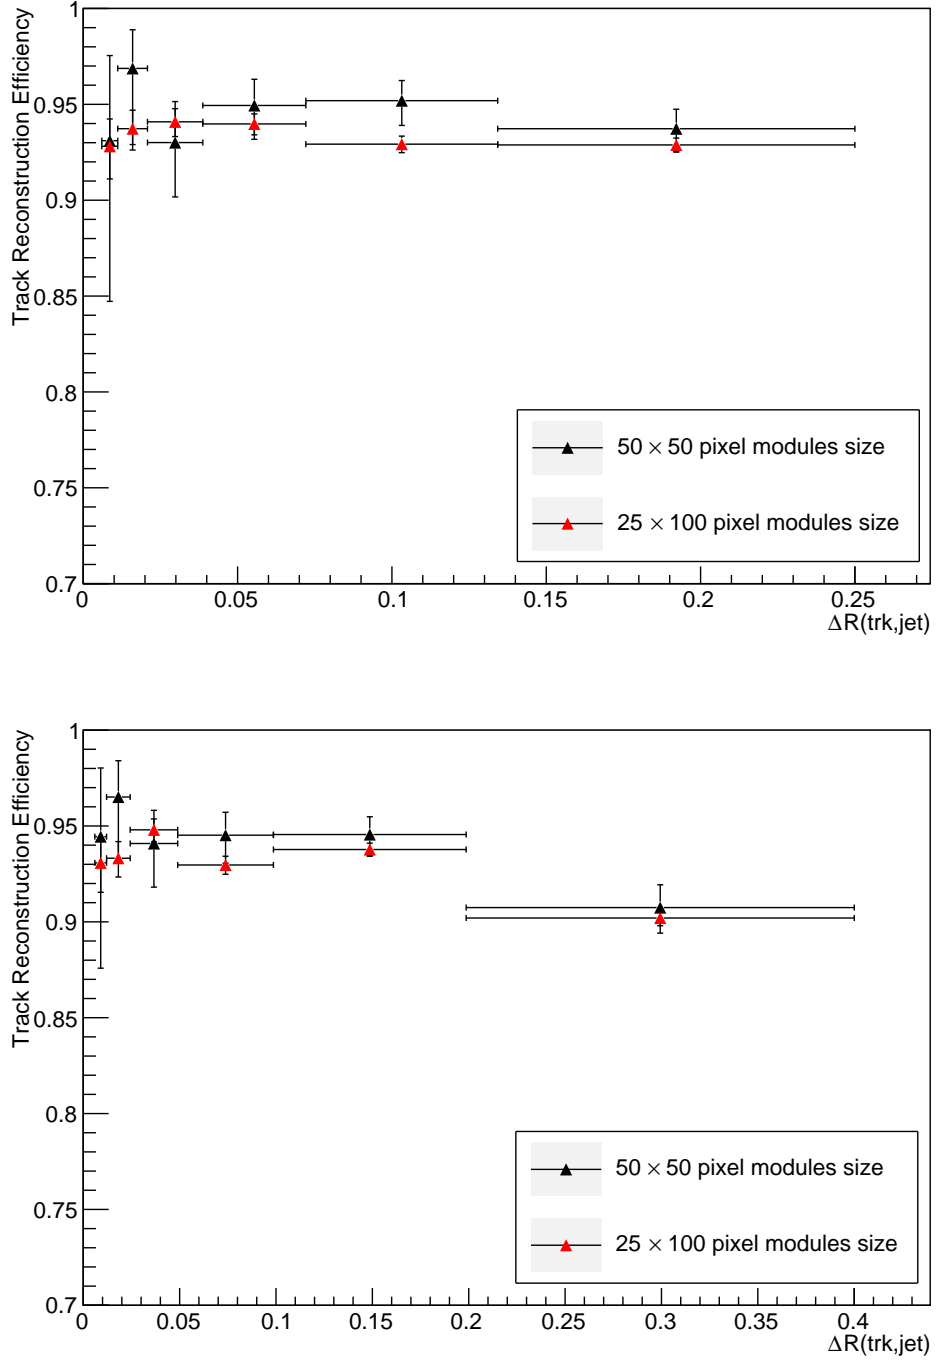 Track Reconstruction Efficiency
1
0.95
0.9
0.85
0.8
0.75
0.7
50 × 50 pixel modules size
25 × 100 pixel modules size
0 0.05 0.1 0.15 0.2 0.25
ΔR(trk,jet)
Track Reconstruction Efficiency
1
0.95
0.9
0.85
0.8
0.75
0.7
50 × 50 pixel modules size
25 × 100 pixel modules size
0 0.05 0.1 0.15 0.2 0.25 0.3 0.35 0.4
ΔR(trk,jet)